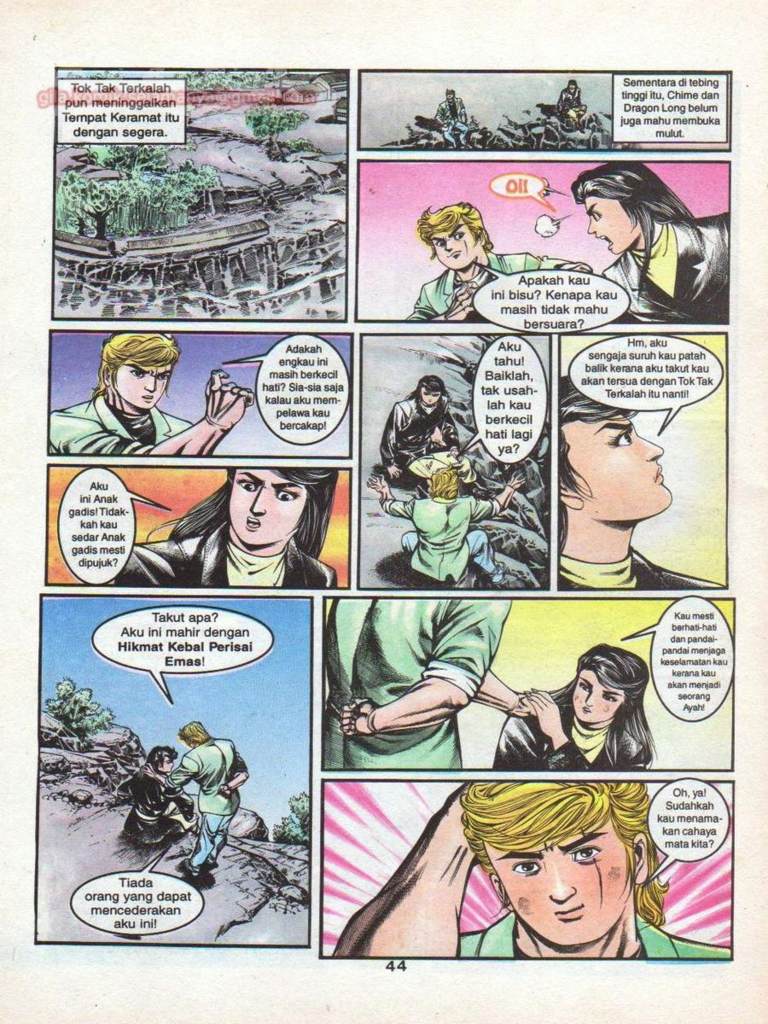 Tok Tak Terkalah
pun meninggalkan
Tempat Keramat itu
dengan segera.
Sementara di tebing
tinggi itu, Chime dan
Dragon Long belum
juga mahu membuka
mulut.
OII
Apakah kau
ini bisu? Kenapa kau
masih tidak mahu
bersuara?
Adakah
engkau ini
masih berkecil
hati? Sia-sia saja
kalau aku mem-
pelawa kau
bercakap!
Aku
ini Anak
gadis! Tidak-
kah kau
sedar Anak
gadis mesti
dipujuk?
Aku
tahu!
Baiklah,
tak usah-
lah kau
berkecil
hati lagi
ya?
Hm, aku
sengaja suruh kau patah
balik kerana aku takut kau
akan tersua dengan Tok Tak
Terkalah itu nanti!
Takut apa?
Aku ini mahir dengan
Hikmat Kebal Perisai
Emas!
Tiada
orang yang dapat
mencederakan
aku ini!
Kau mesti
berhati-hati
dan pandai-
pandai menjaga
keselamatan kau
kerana kau
akan menjadi
seorang
Ayah!
Oh, ya!
Sudahkah
kau menama-
kan cahaya
mata kita?
44